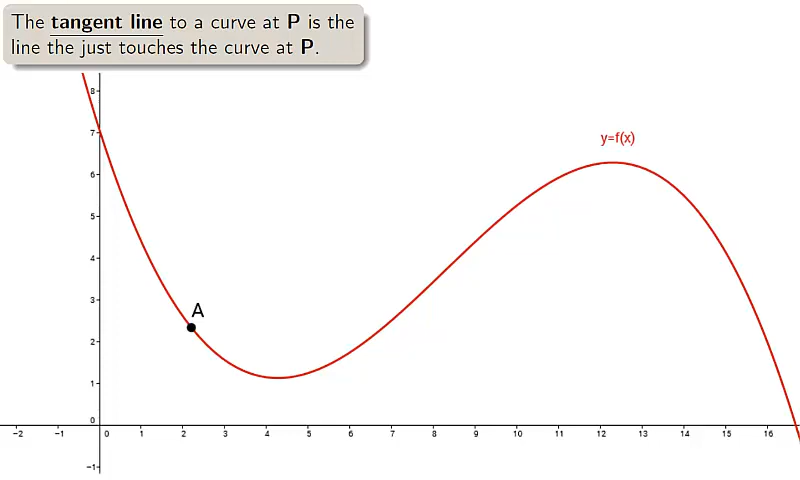 The tangent line to a curve at P is the
line the just touches the curve at P.
8
7
y=f(x)
6
5
4
3
A
2
1
0
−2 −1 0 1 2 3 4 5 6 7 8 9 10 11 12 13 14 15 16
−1